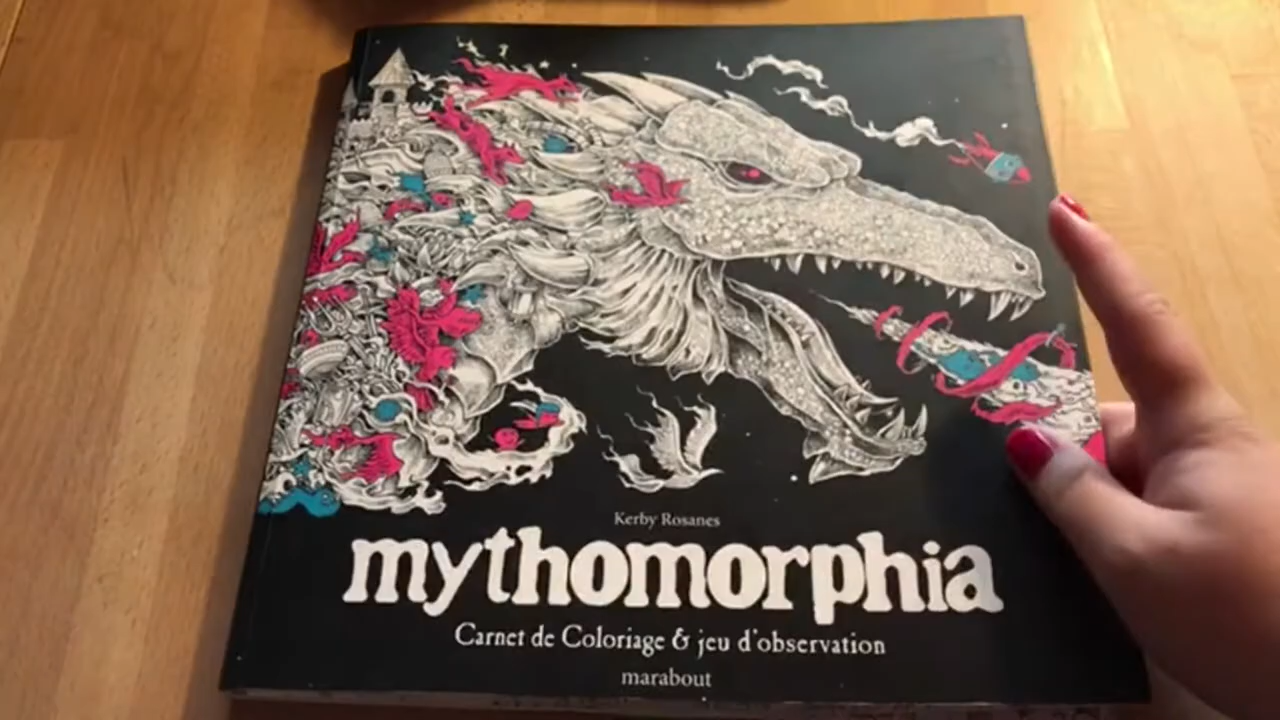 Kerby Rosanes
mythomorphia
Carnet de Coloriage & jeu d'observation
marabout